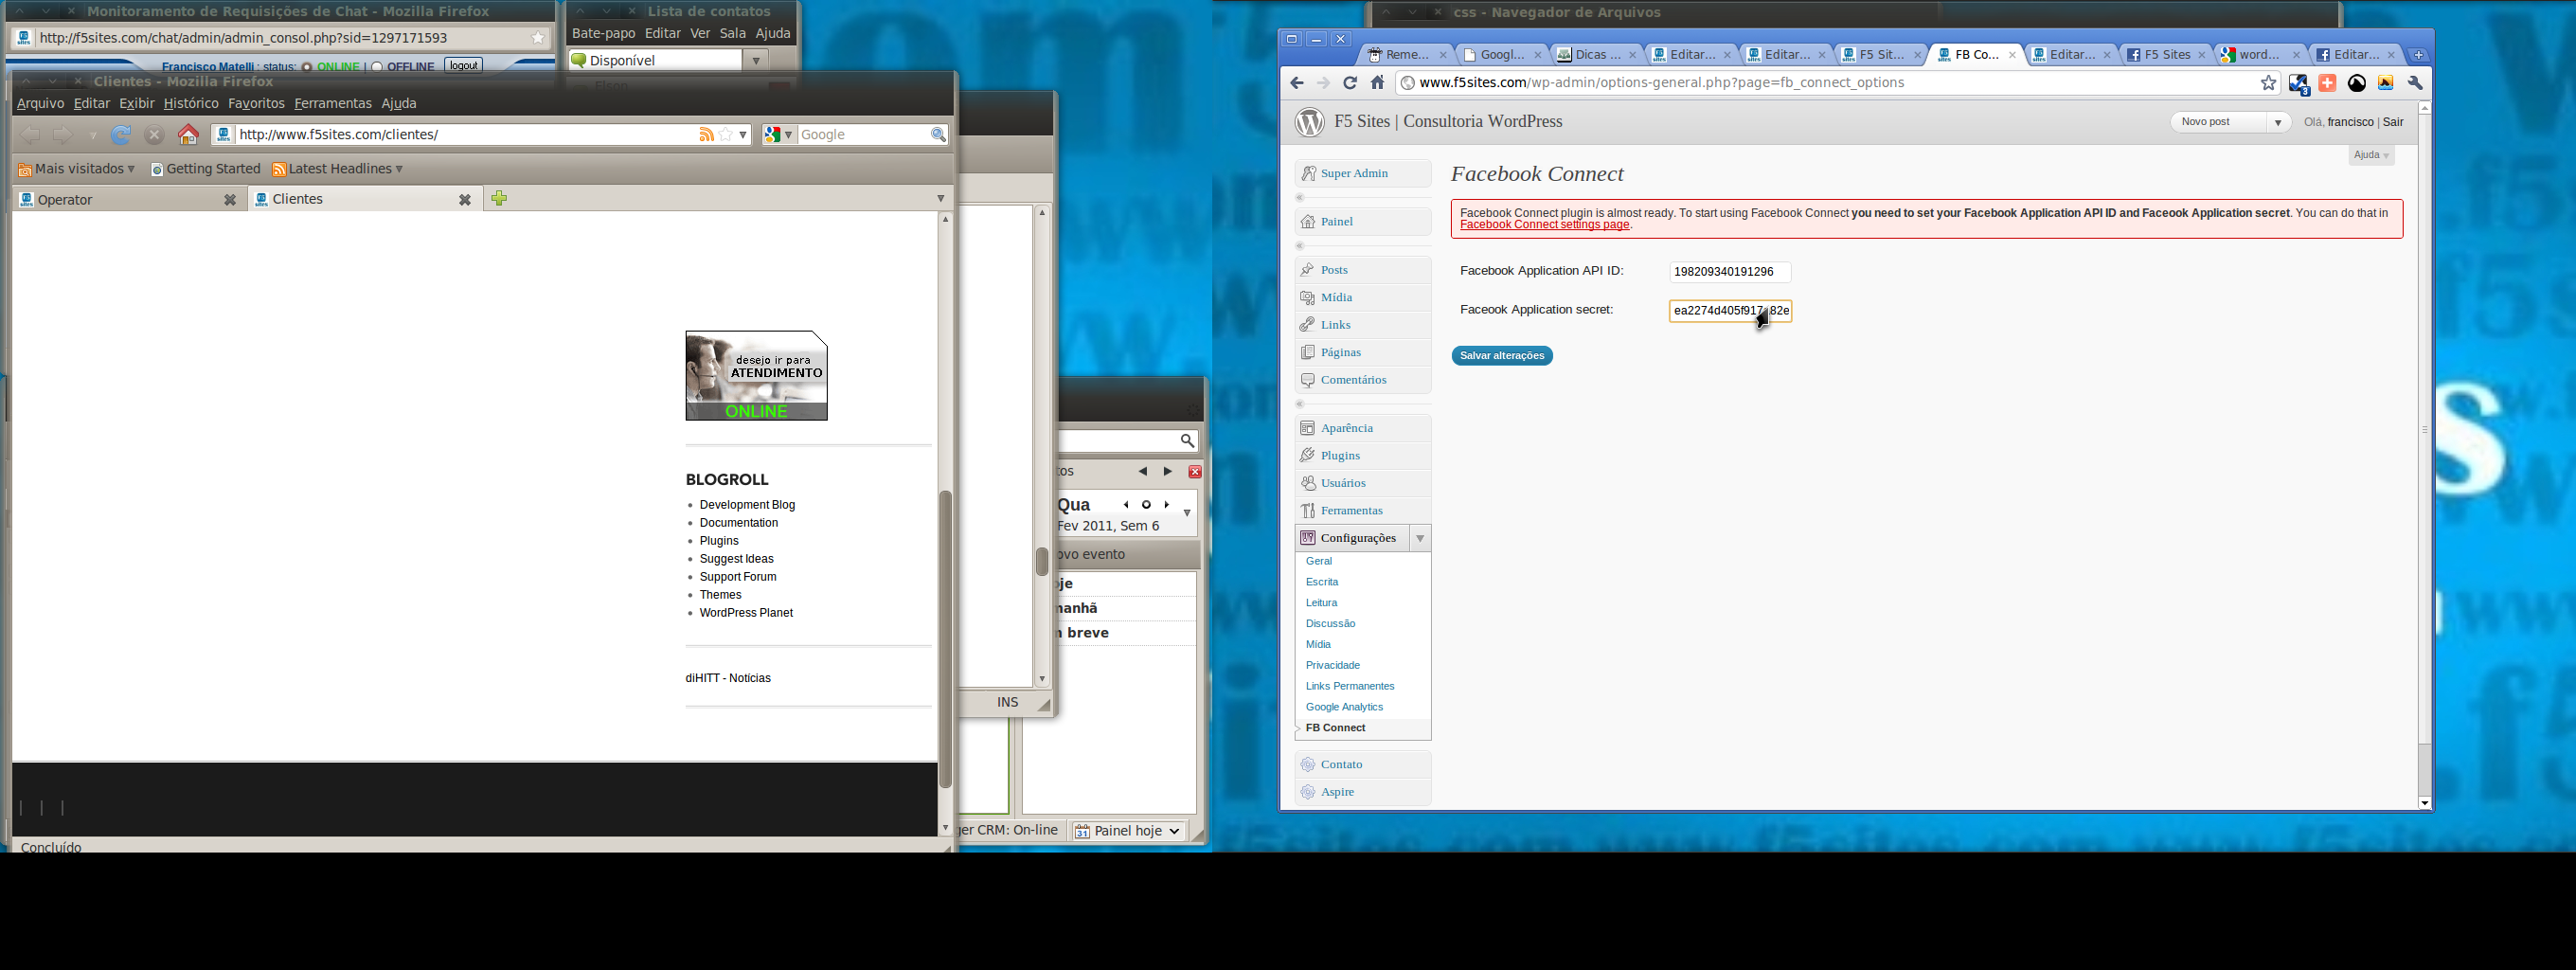 Monitoramento de Requisições de Chat - Mozilla Firefox
http://f5sites.com/chat/admin/admin_consol.php?sid=1297171593
Francisco Matelli : status: ONLINE | OFFLINE logout
Lista de contatos
Bate-papo Editar Ver Sala Ajuda
Disponível
Clientes - Mozilla Firefox
Arquivo Editar Exibir Histórico Favoritos Ferramentas Ajuda
http://www.f5sites.com/clientes/
Google
Mais visitados Getting Started Latest Headlines
Operator Clientes
desejo ir para
ATENDIMENTO
ONLINE
BLOGROLL
Development Blog
Documentation
Plugins
Suggest Ideas
Support Forum
Themes
WordPress Planet
diHITT - Notícias
Concluído
INS
tos
Qua
Fev 2011, Sem 6
ovo evento
oje
manhã
m breve
ger CRM: On-line
31 Painel hoje
css - Navegador de Arquivos
Reme... Googl... Dicas ... Editar... Editar... F5 Sit... FB Co... Editar... F5 Sites word... Editar...
www.f5sites.com/wp-admin/options-general.php?page=fb_connect_options
3
F5 Sites | Consultoria WordPress
Novo post
Olá, francisco | Sair
Ajuda
Super Admin
Painel
Posts
Mídia
Links
Páginas
Comentários
Aparência
Plugins
Usuários
Ferramentas
Configurações
Geral
Escrita
Leitura
Discussão
Mídia
Privacidade
Links Permanentes
Google Analytics
FB Connect
Contato
Aspire
Facebook Connect
Facebook Connect plugin is almost ready. To start using Facebook Connect you need to set your Facebook Application API ID and Faceook Application secret. You can do that in
Facebook Connect settings page.
Facebook Application API ID: 198209340191296
Faceook Application secret:
Salvar alterações